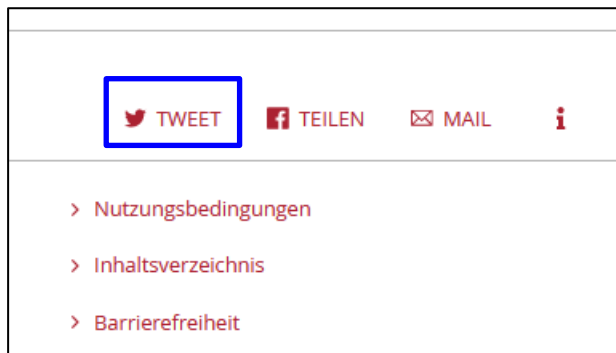 TWEET TEILEN MAIL
Nutzungsbedingungen
Inhaltsverzeichnis
Barrierefreiheit